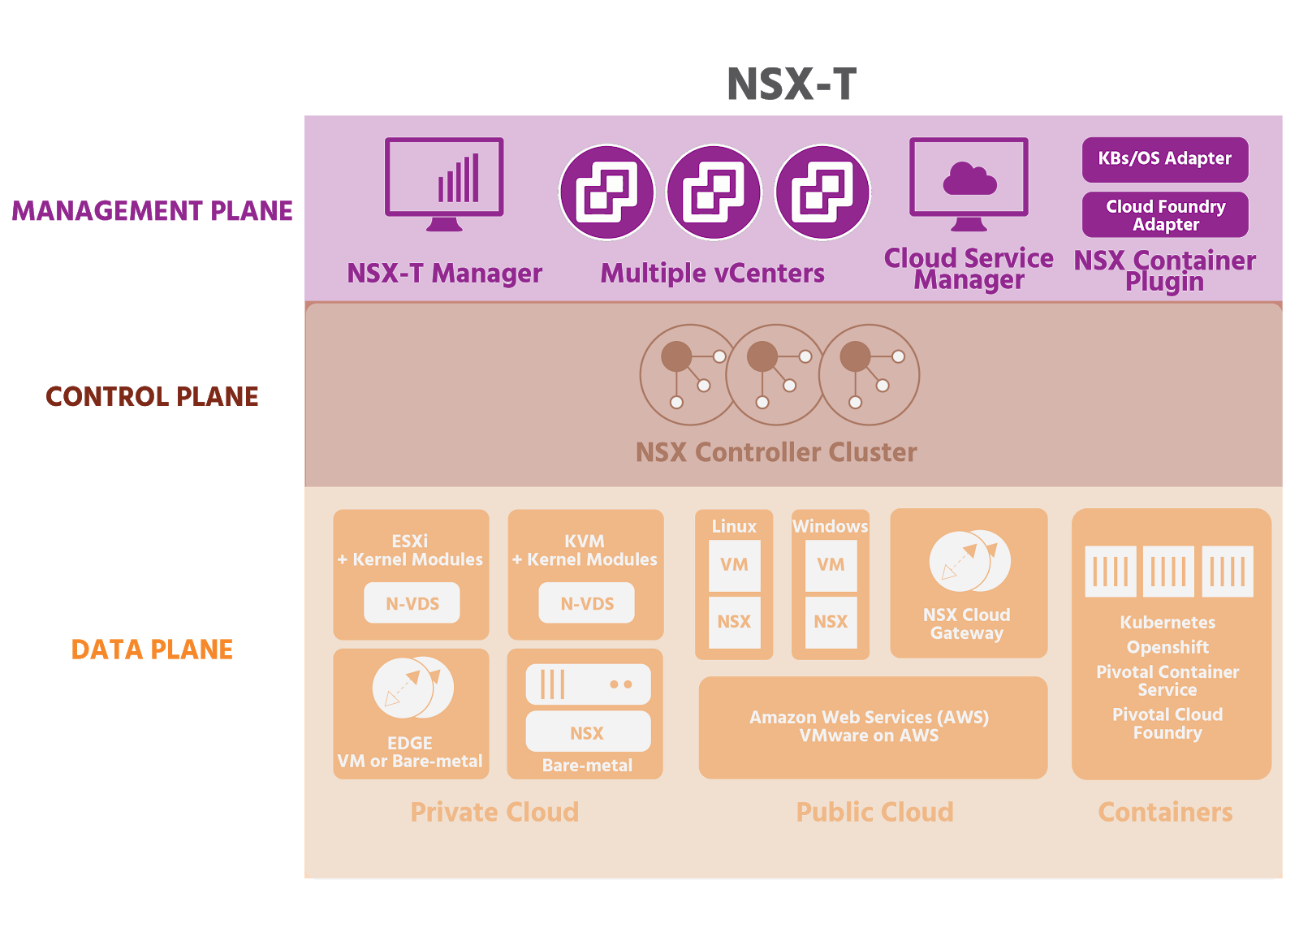 NSX-T
MANAGEMENT PLANE
NSX-T Manager
Multiple vCenters
Cloud Service
Manager
KBs/OS Adapter
Cloud Foundry
Adapter
NSX Container
Plugin
CONTROL PLANE
NSX Controller Cluster
DATA PLANE
ESXi
+ Kernel Modules
N-VDS
KVM
+ Kernel Modules
N-VDS
EDGE
VM or Bare-metal
NSX
Bare-metal
Private Cloud
Linux
VM
NSX
Windows
VM
NSX
NSX Cloud
Gateway
Amazon Web Services (AWS)
VMware on AWS
Public Cloud
Kubernetes
Openshift
Pivotal Container
Service
Pivotal Cloud
Foundry
Containers